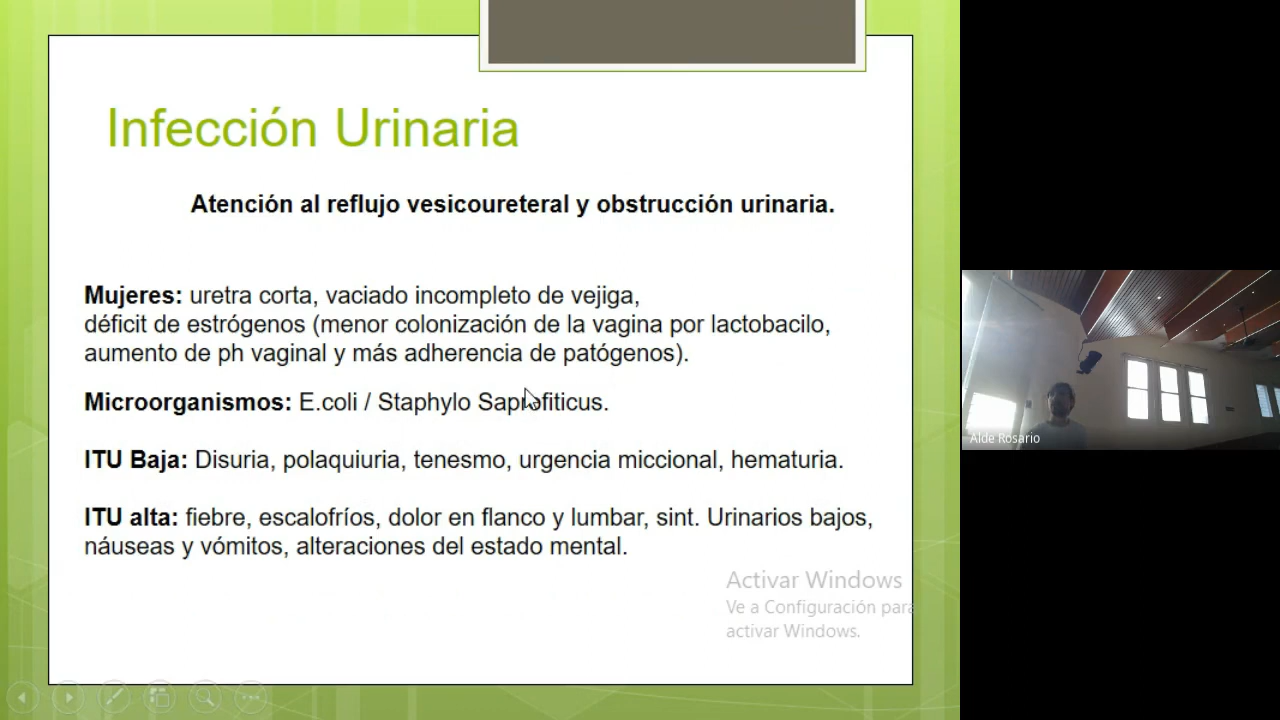 Infección Urinaria
Atención al reflujo vesicoureteral y obstrucción urinaria.
Mujeres: uretra corta, vaciado incompleto de vejiga,
déficit de estrógenos (menor colonización de la vagina por lactobacilo,
aumento de ph vaginal y más adherencia de patógenos).
Microorganismos: E.coli / Staphylo Saprofiticus.
ITU Baja: Disuria, polaquiuria, tenesmo, urgencia miccional, hematuria.
ITU alta: fiebre, escalofríos, dolor en flanco y lumbar, sint. Urinarios bajos,
náuseas y vómitos, alteraciones del estado mental.
Activar Windows
Ve a Configuración para
activar Windows.
Alde Rosario